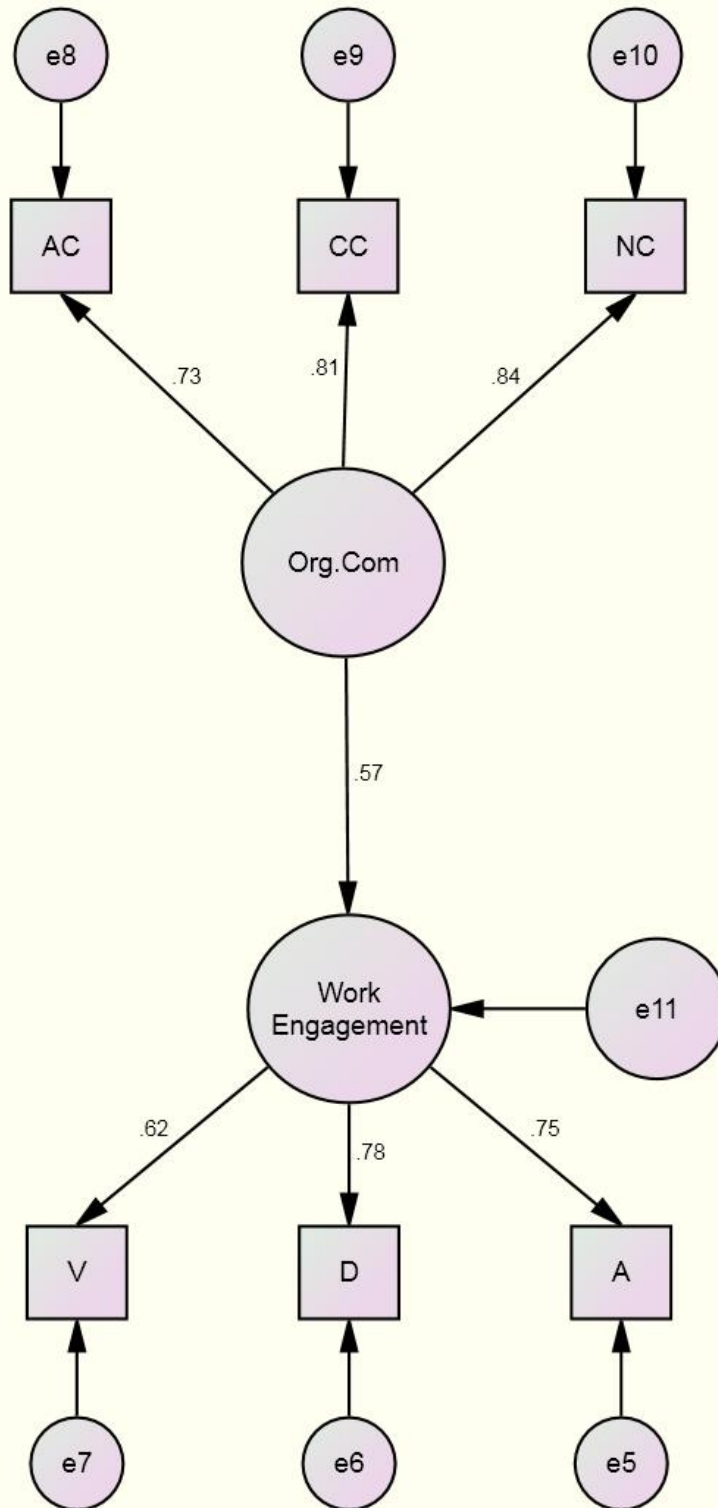 e8
e9
e10
AC
CC
NC
.73
.81
.84
Org.Com
.57
Work
Engagement
e11
.62
.78
.75
V
D
A
e7
e6
e5